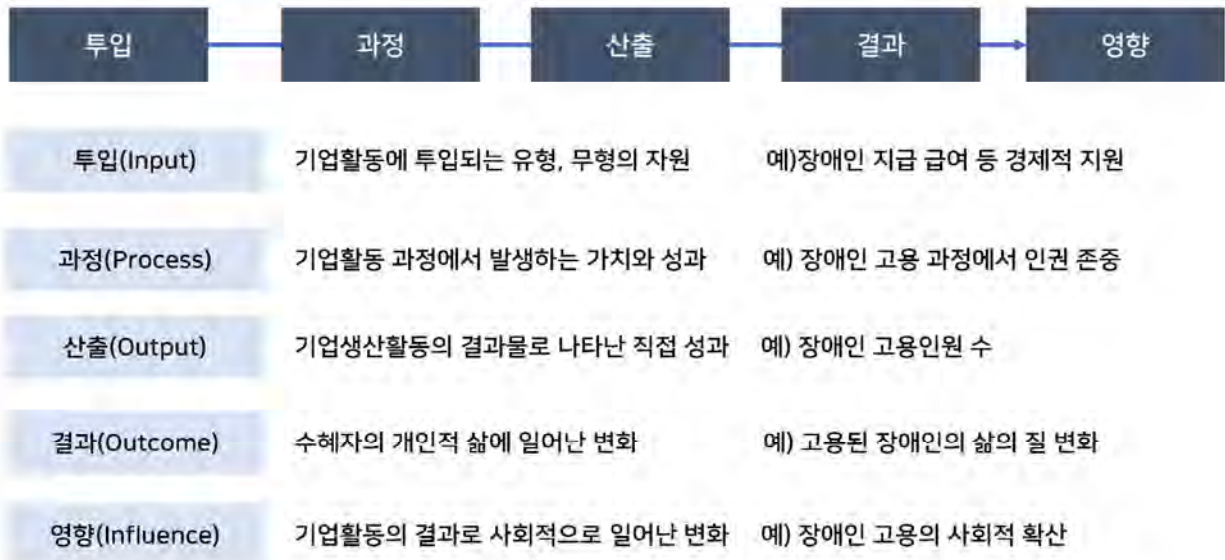 투입 과정 산출 결과 영향
투입(Input) 기업활동에 투입되는 유형, 무형의 자원 예)장애인 지급 급여 등 경제적 지원
과정(Process) 기업활동 과정에서 발생하는 가치와 성과 예) 장애인 고용 과정에서 인권 존중
산출(Output) 기업생산활동의 결과물로 나타난 직접 성과 예) 장애인 고용인원 수
결과(Outcome) 수혜자의 개인적 삶에 일어난 변화 예) 고용된 장애인의 삶의 질 변화
영향(Influence) 기업활동의 결과로 사회적으로 일어난 변화 예) 장애인 고용의 사회적 확산